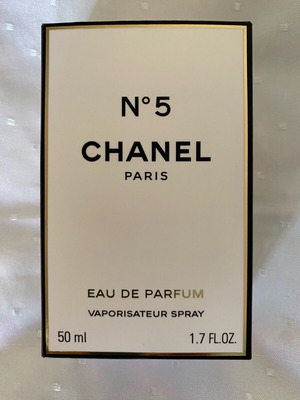 N°5
CHANEL
PARIS
EAU DE PARFUM
VAPORISATEUR SPRAY
50 ml 1.7 FL.OZ.